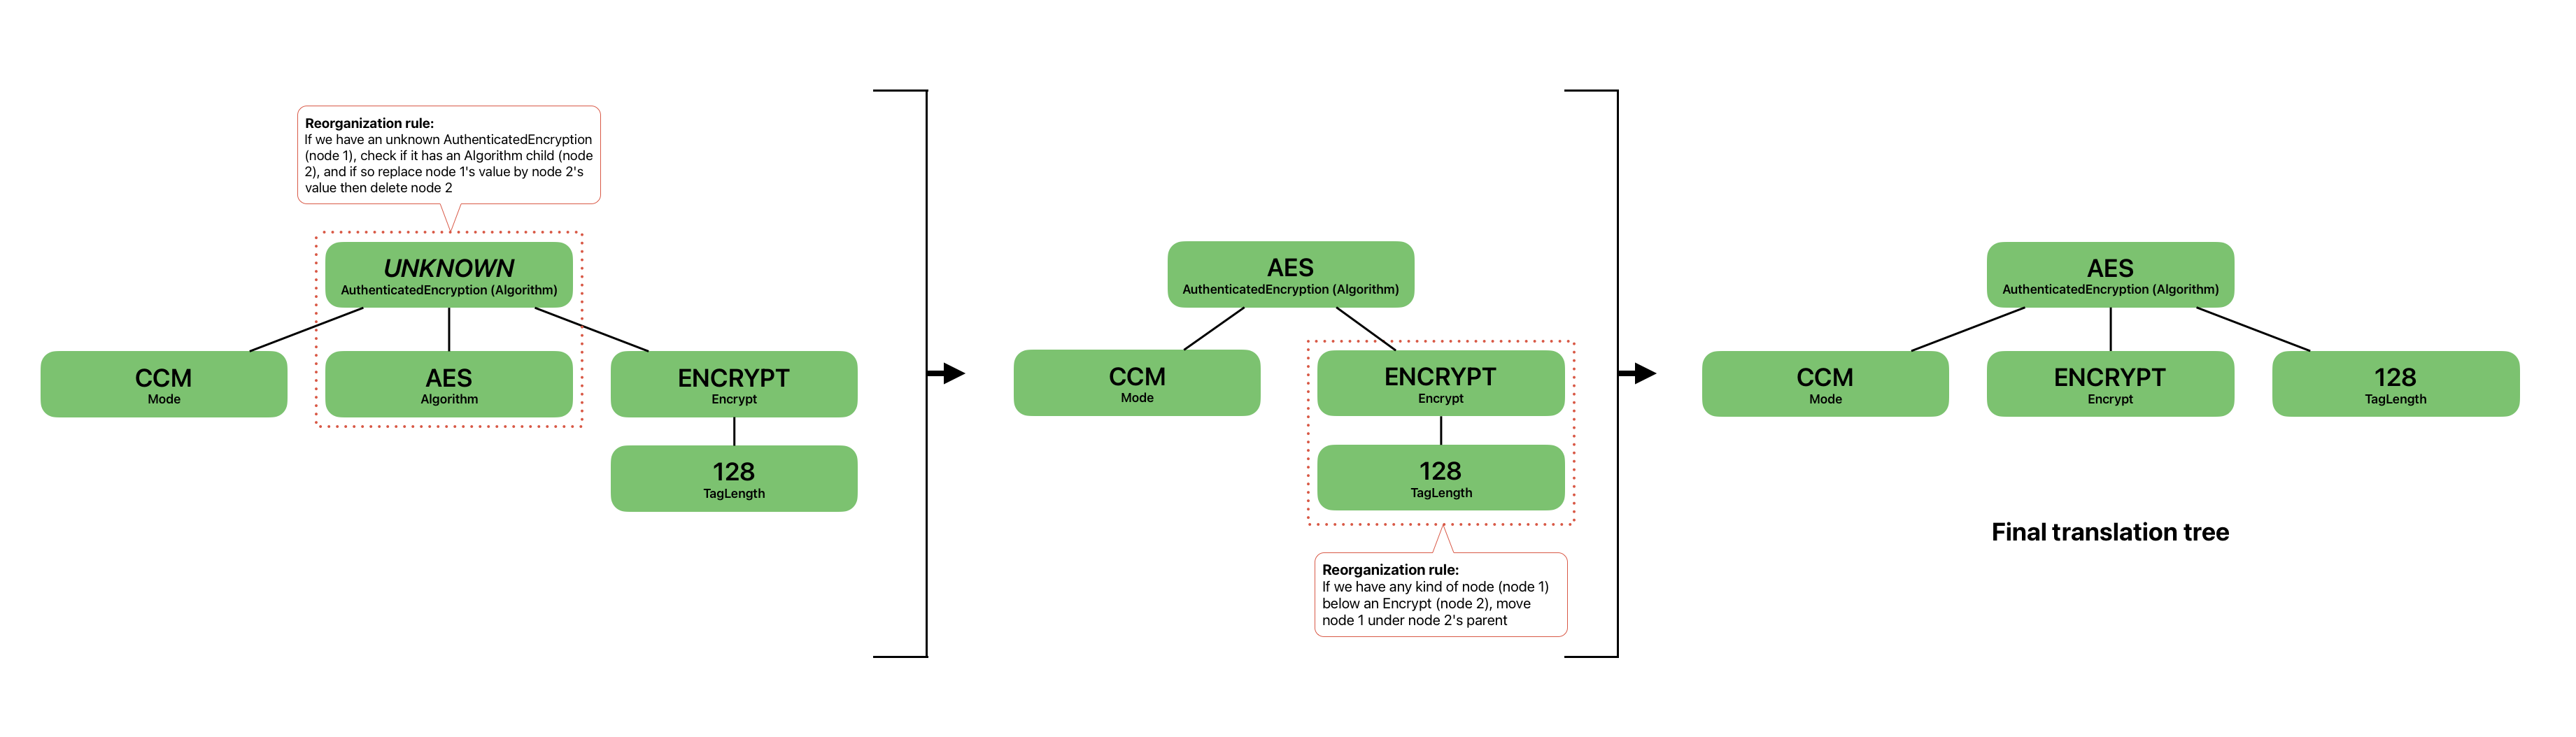 Reorganization rule:
If we have an unknown AuthenticatedEncryption
(node 1), check if it has an Algorithm child (node
2), and if so replace node 1's value by node 2's
value then delete node 2
UNKNOWN
AuthenticatedEncryption (Algorithm)
CCM
Mode
AES
Algorithm
ENCRYPT
Encrypt
128
TagLength
AES
AuthenticatedEncryption (Algorithm)
CCM
Mode
ENCRYPT
Encrypt
128
TagLength
Reorganization rule:
If we have any kind of node (node 1)
below an Encrypt (node 2), move
node 1 under node 2's parent
AES
AuthenticatedEncryption (Algorithm)
CCM
Mode
ENCRYPT
Encrypt
128
TagLength
Final translation tree